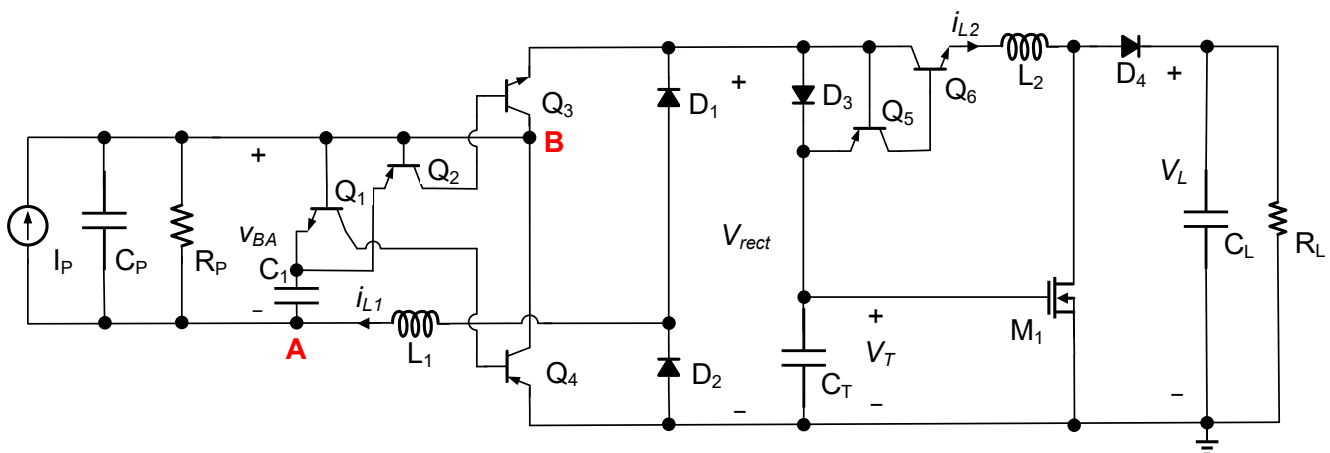 iL2
L2
D4
+
+
Q3
D1
D3
Q5
Q6
B
+
Q2
Q1
VL
vBA
Vrect
IP
CP
RP
C1
CL
RL
iL1
−
+
A
L1
VT
M1
Q4
D2
CT
−
−
−